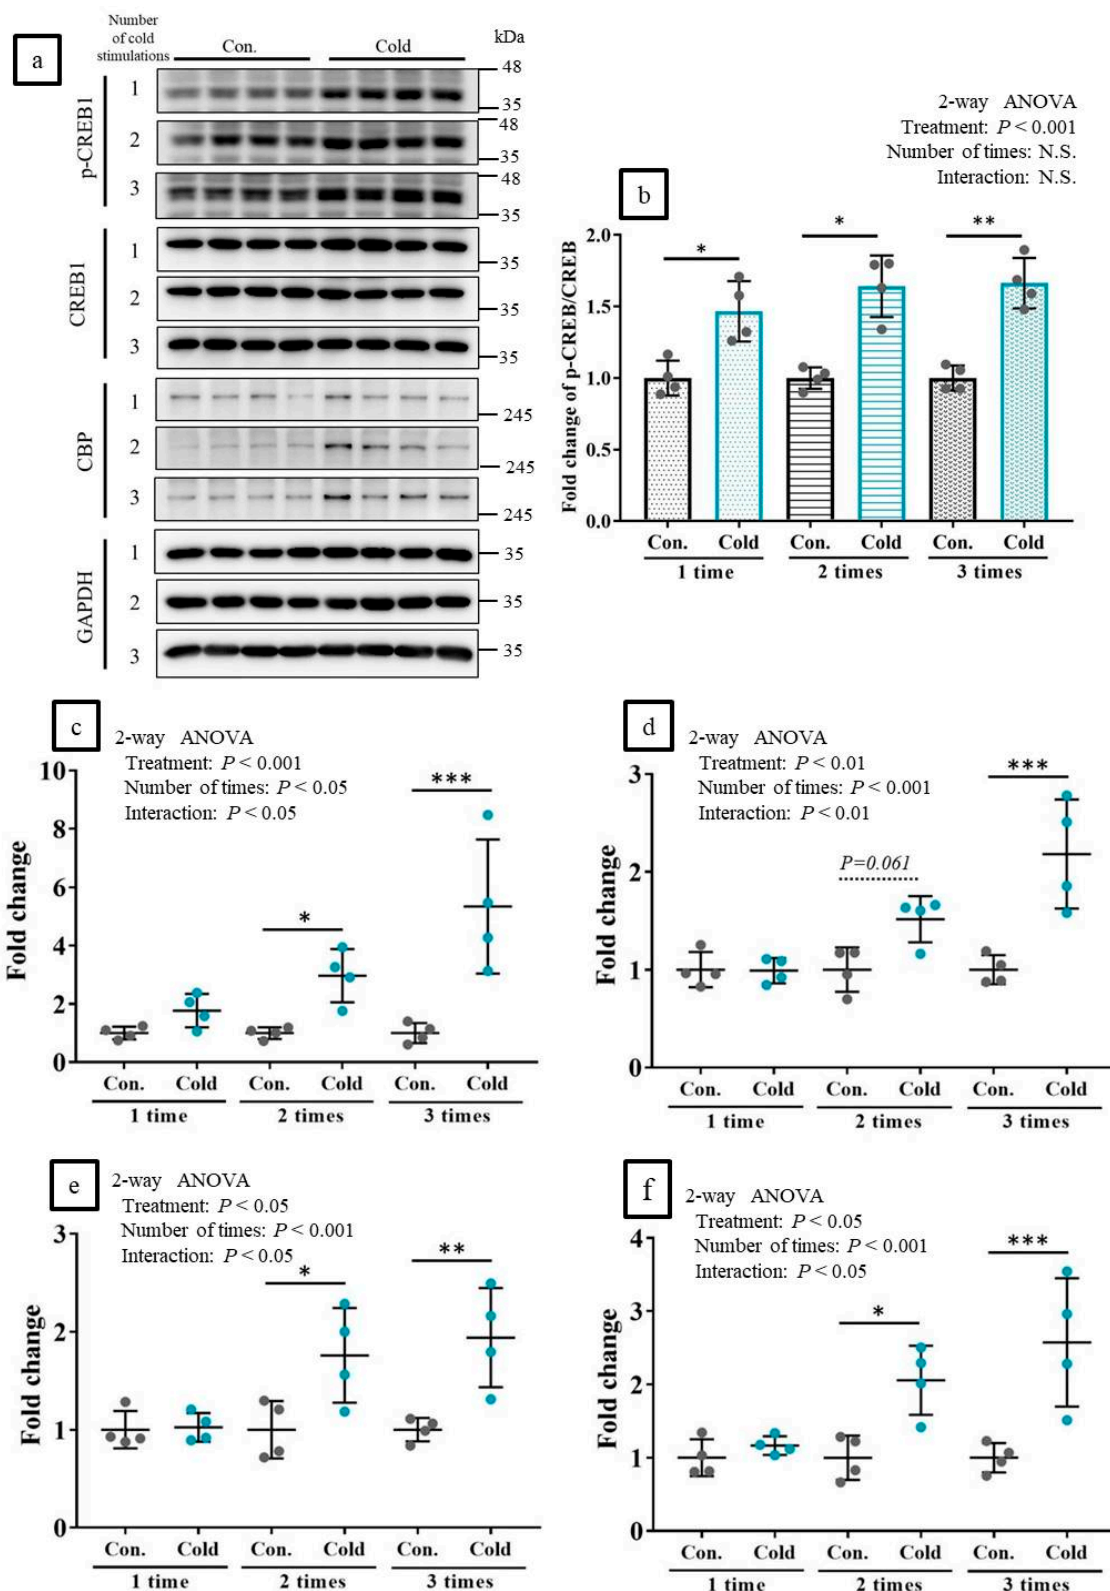 a
Number
of cold
stimulations
Con.
Cold
kDa
p-CREB1
1
48
35
2
48
35
3
48
35
CREB1
1
35
2
35
3
35
CBP
1
245
2
245
3
245
GAPDH
1
35
2
35
3
35
b
2-way ANOVA
Treatment: P < 0.001
Number of times: N.S.
Interaction: N.S.
Fold change of p-CREB/CREB
2.0
1.5
1.0
0.5
0.0
*
*
**
Con. Cold Con. Cold Con. Cold
1 time 2 times 3 times
c
2-way ANOVA
Treatment: P < 0.001
Number of times: P < 0.05
Interaction: P < 0.05
Fold change
10
8
6
4
2
0
*
***
Con. Cold Con. Cold Con. Cold
1 time 2 times 3 times
d
2-way ANOVA
Treatment: P < 0.01
Number of times: P < 0.001
Interaction: P < 0.01
Fold change
3
2
1
0
P=0.061
***
Con. Cold Con. Cold Con. Cold
1 time 2 times 3 times
e
2-way ANOVA
Treatment: P < 0.05
Number of times: P < 0.001
Interaction: P < 0.05
Fold change
3
2
1
0
*
**
Con. Cold Con. Cold Con. Cold
1 time 2 times 3 times
f
2-way ANOVA
Treatment: P < 0.05
Number of times: P < 0.001
Interaction: P < 0.05
Fold change
4
3
2
1
0
*
***
Con. Cold Con. Cold Con. Cold
1 time 2 times 3 times